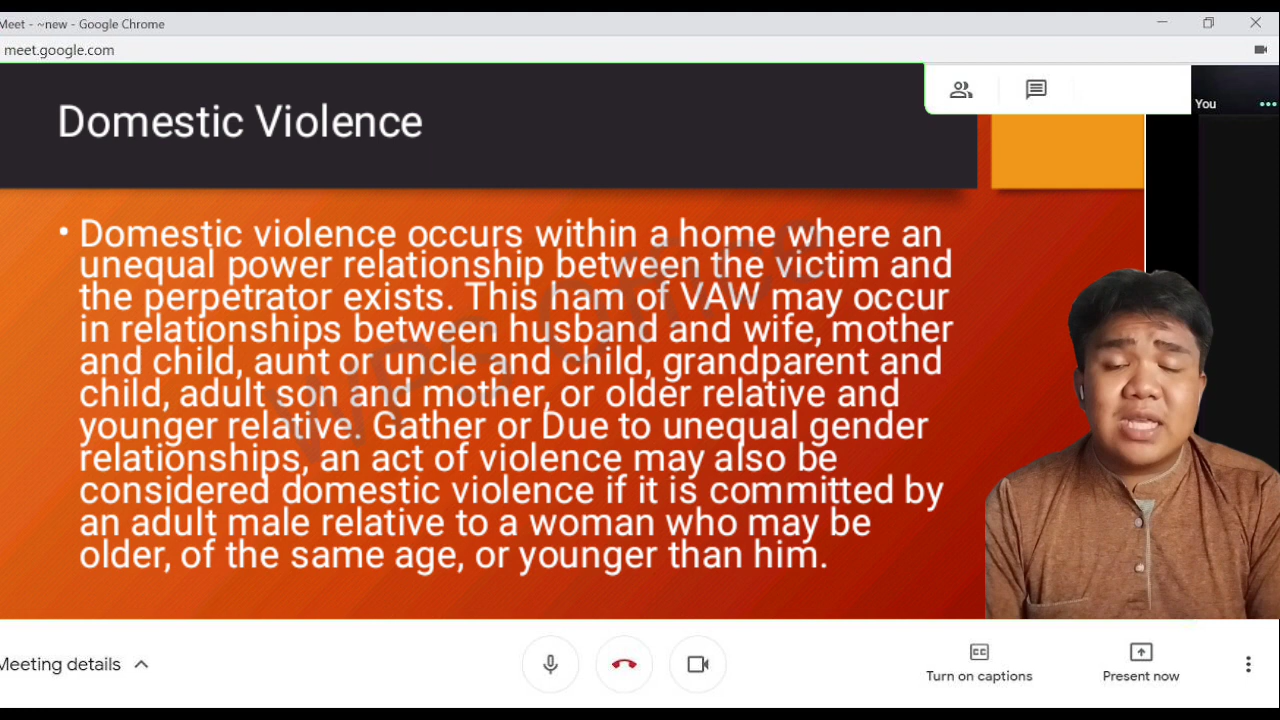 Meet - ~new - Google Chrome
meet.google.com
You
Domestic Violence
• Domestic violence occurs within a home where an
unequal power relationship between the victim and
the perpetrator exists. This ham of VAW may occur
in relationships between husband and wife, mother
and child, aunt or uncle and child, grandparent and
child, adult son and mother, or older relative and
younger relative. Gather or Due to unequal gender
relationships, an act of violence may also be
considered domestic violence if it is committed by
an adult male relative to a woman who may be
older, of the same age, or younger than him.
Meeting details
Turn on captions
Present now